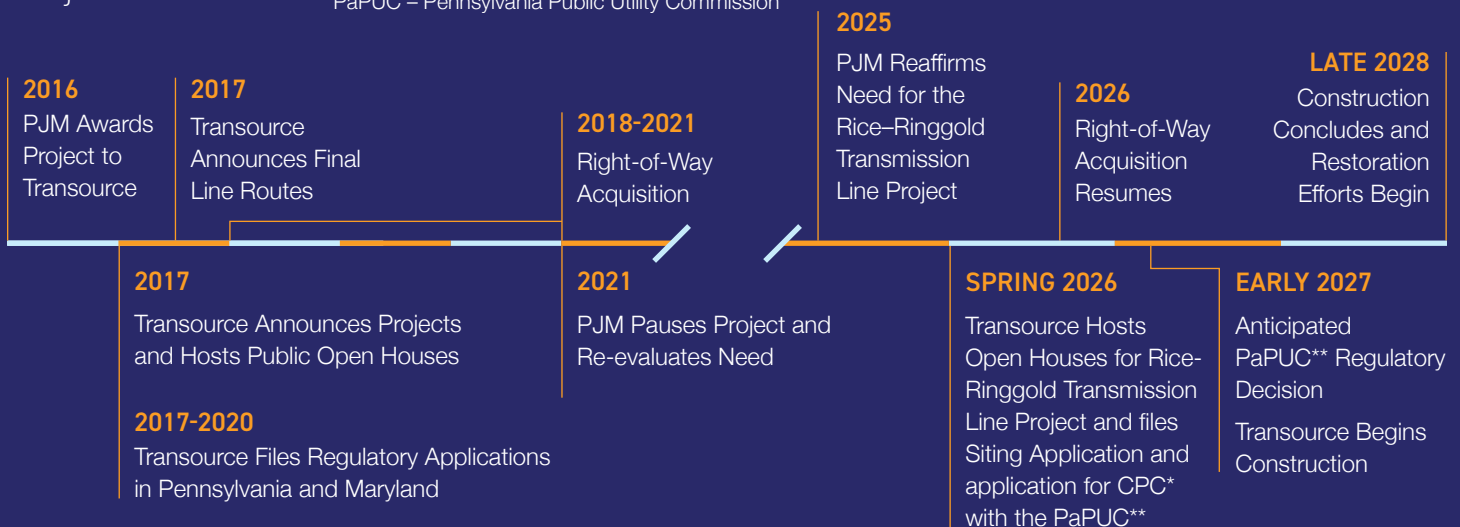 PaPUC – Pennsylvania Public Utility Commission
2016
PJM Awards
Project to
Transource
2017
Transource
Announces Final
Line Routes
2018-2021
Right-of-Way
Acquisition
2025
PJM Reaffirms
Need for the
Rice–Ringgold
Transmission
Line Project
2026
Right-of-Way
Acquisition
Resumes
LATE 2028
Construction
Concludes and
Restoration
Efforts Begin
2017
Transource Announces Projects
and Hosts Public Open Houses
2017-2020
Transource Files Regulatory Applications
in Pennsylvania and Maryland
2021
PJM Pauses Project and
Re-evaluates Need
SPRING 2026
Transource Hosts
Open Houses for Rice-
Ringgold Transmission
Line Project and files
Siting Application and
application for CPC*
with the PaPUC**
EARLY 2027
Anticipated
PaPUC** Regulatory
Decision
Transource Begins
Construction